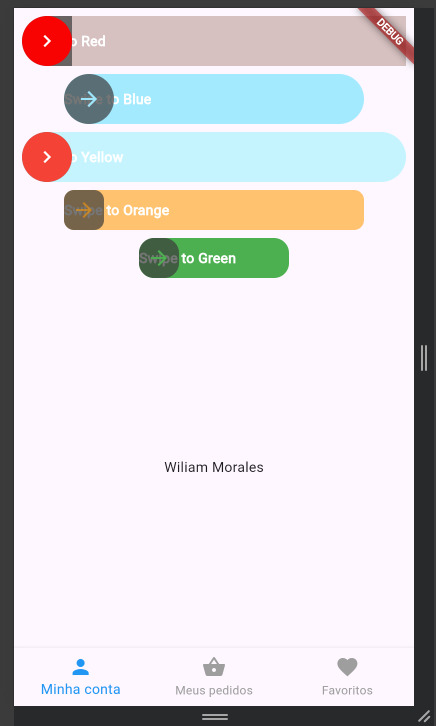 DEBUG
o Red
Swipe to Blue
o Yellow
Swipe to Orange
Swipe to Green
Wiliam Morales
Minha conta
Meus pedidos
Favoritos